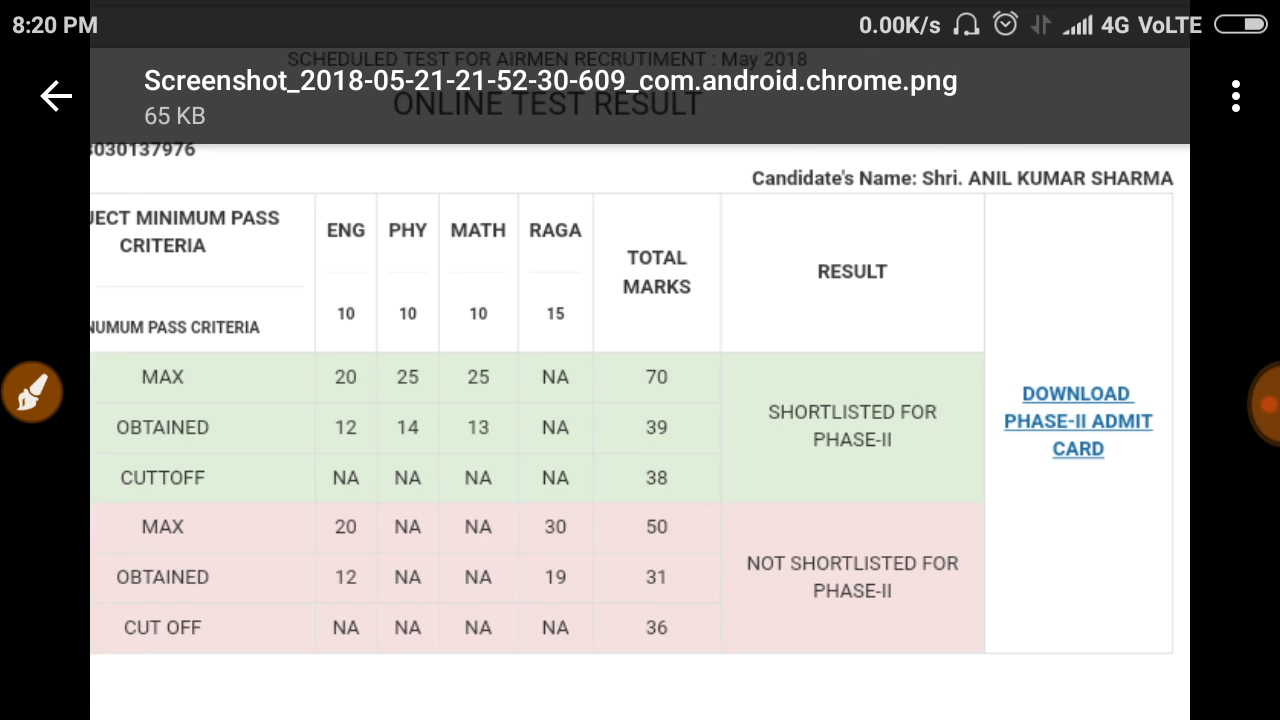 8:20 PM 0.00K/s 4G VoLTE
SCHEDULED TEST FOR AIRMEN RECRUTIMENT : May 2018
Screenshot_2018-05-21-21-52-30-609_com.android.chrome.png
ONLINE TEST RESULT
65 KB
030137976
Candidate's Name: Shri. ANIL KUMAR SHARMA
JECT MINIMUM PASS
CRITERIA
ENG PHY MATH RAGA
TOTAL
MARKS
RESULT
NUMUM PASS CRITERIA 10 10 10 15
MAX 20 25 25 NA 70
OBTAINED 12 14 13 NA 39
CUTTOFF NA NA NA NA 38
SHORTLISTED FOR
PHASE-II
DOWNLOAD
PHASE-II ADMIT
CARD
MAX 20 NA NA 30 50
OBTAINED 12 NA NA 19 31
CUT OFF NA NA NA NA 36
NOT SHORTLISTED FOR
PHASE-II